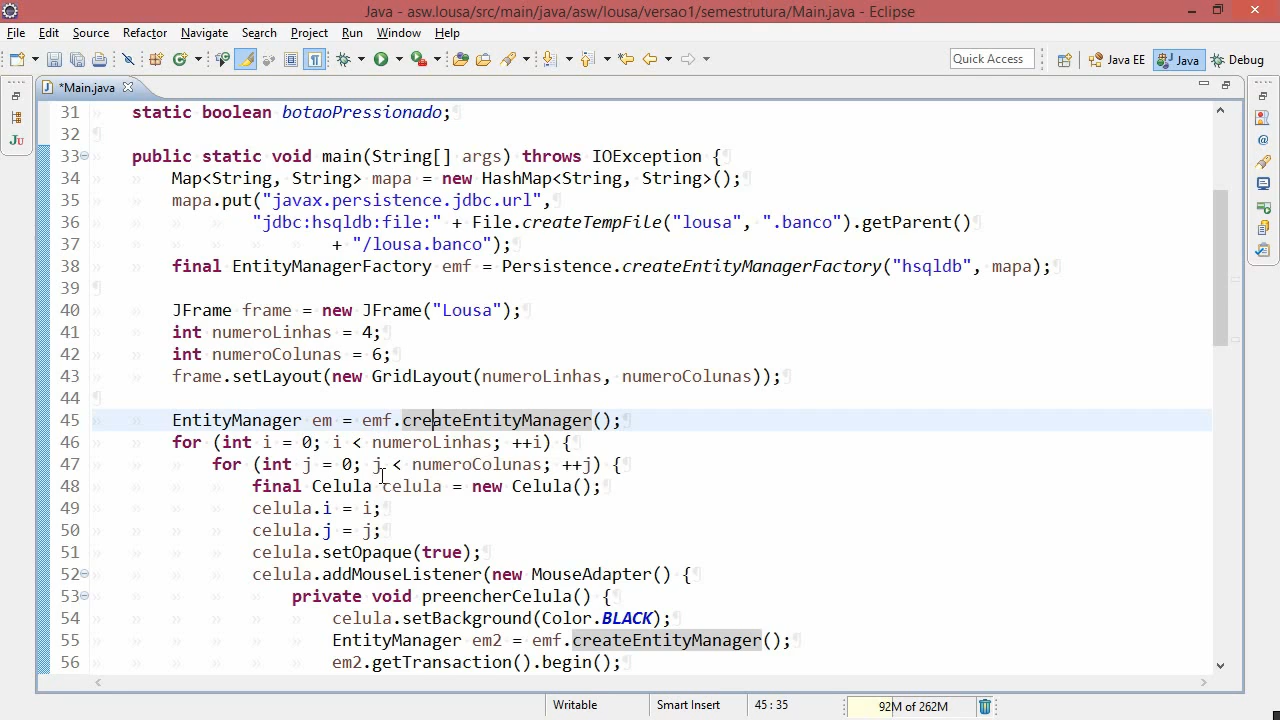 Java - asw.lousa/src/main/java/asw/lousa/versao1/semestrutura/Main.java - Eclipse
File Edit Source Refactor Navigate Search Project Run Window Help
Quick Access Java EE Java Debug
*Main.java
31 static boolean botaoPressionado;
32
33 public static void main(String[] args) throws IOException {
34 Map<String, String> mapa = new HashMap<String, String>();
35 mapa.put("javax.persistence.jdbc.url",
36 "jdbc:hsqldb:file:" + File.createTempFile("lousa", ".banco").getParent()
37 + "/lousa.banco");
38 final EntityManagerFactory emf = Persistence.createEntityManagerFactory("hsqldb", mapa);
39
40 JFrame frame = new JFrame("Lousa");
41 int numeroLinhas = 4;
42 int numeroColunas = 6;
43 frame.setLayout(new GridLayout(numeroLinhas, numeroColunas));
44
45 EntityManager em = emf.createEntityManager();
46 for (int i = 0; i < numeroLinhas; ++i) {
47 for (int j = 0; j < numeroColunas; ++j) {
48 final Celula celula = new Celula();
49 celula.i = i;
50 celula.j = j;
51 celula.setOpaque(true);
52 celula.addMouseListener(new MouseAdapter() {
53 private void preencherCelula() {
54 celula.setBackground(Color.BLACK);
55 EntityManager em2 = emf.createEntityManager();
56 em2.getTransaction().begin();
Writable Smart Insert 45 : 35 92M of 262M